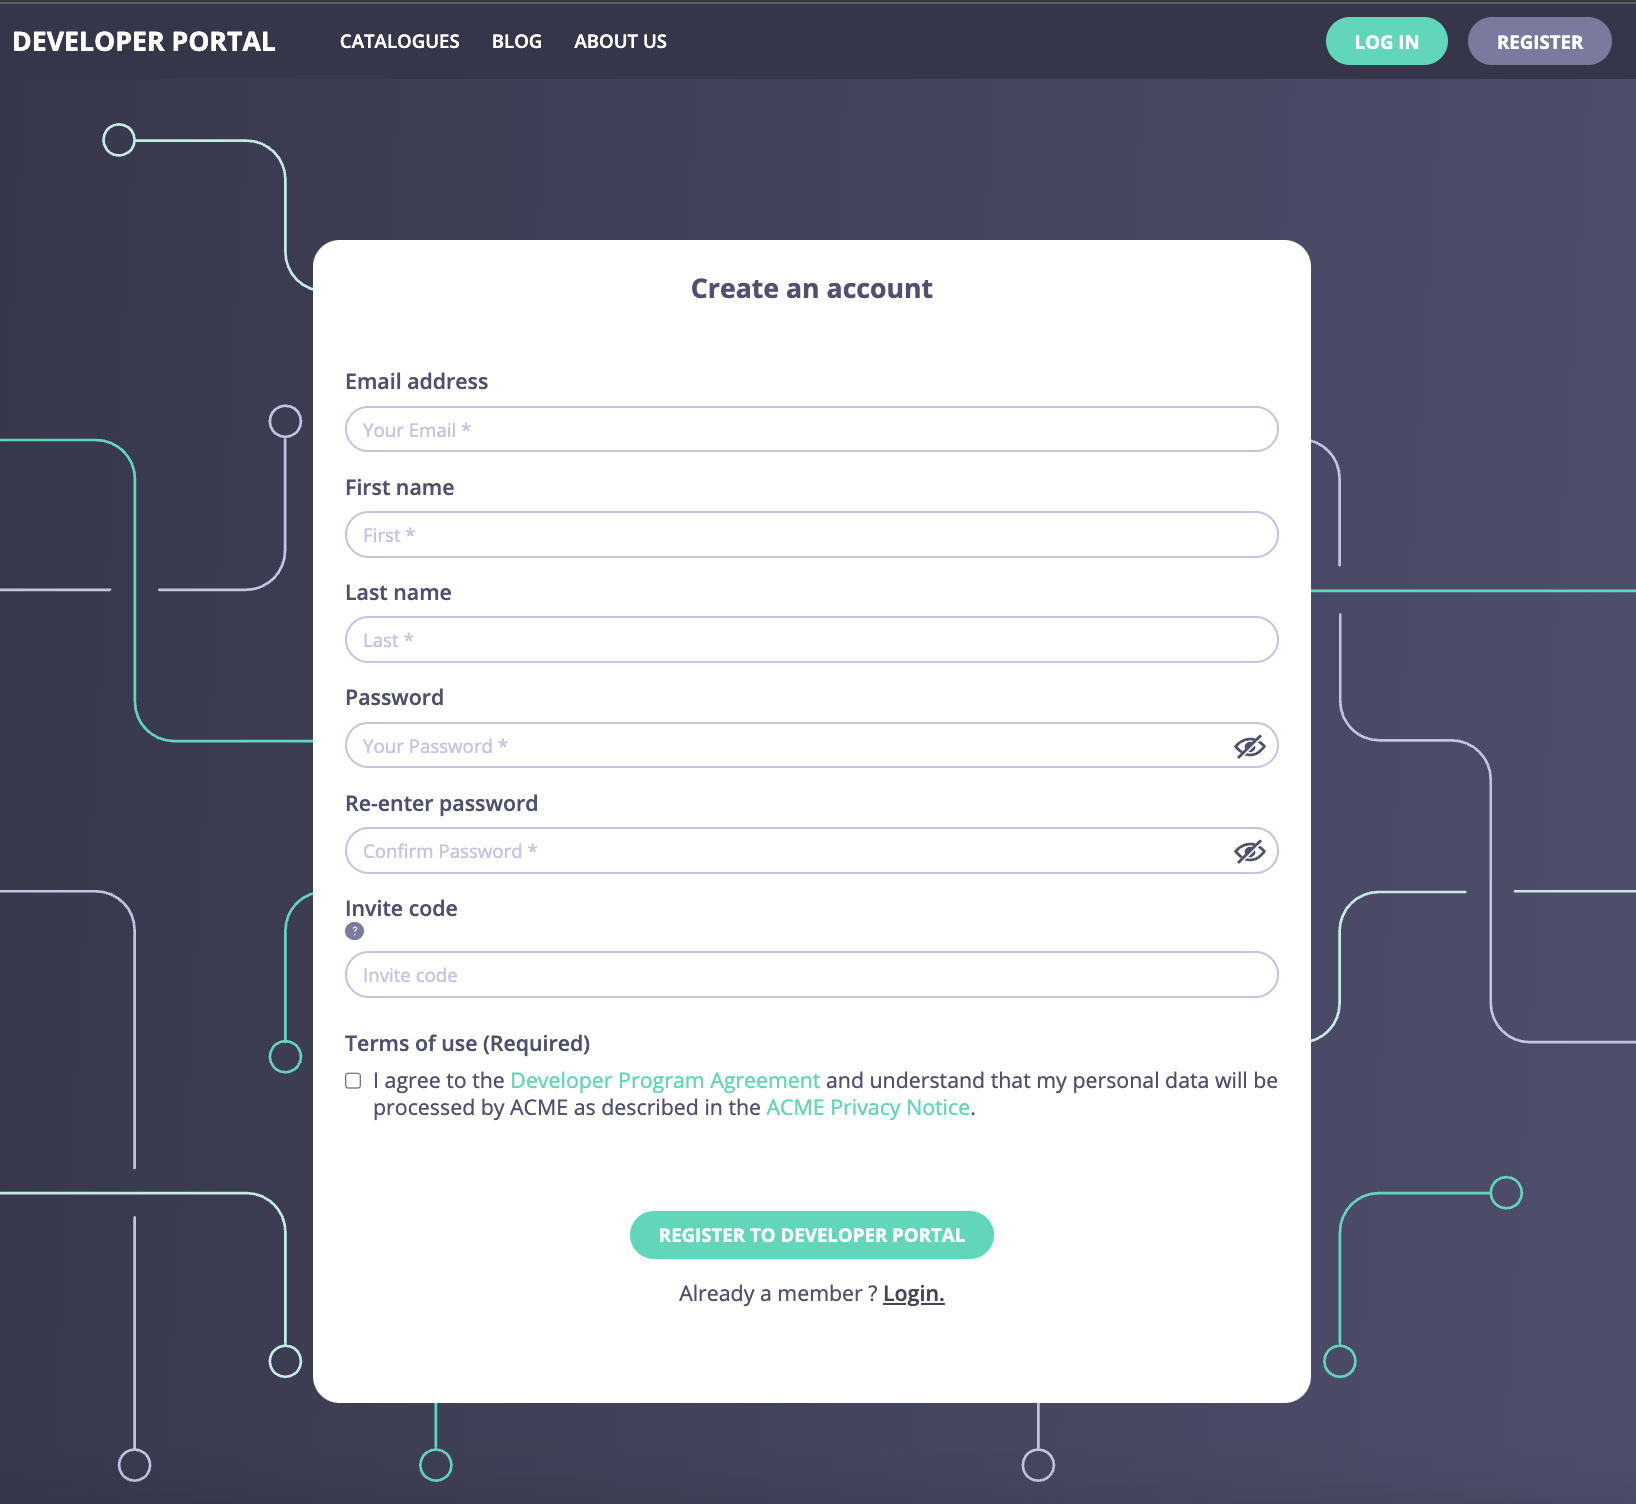 DEVELOPER PORTAL CATALOGUES BLOG ABOUT US LOG IN REGISTER
Create an account
Email address
Your Email *
First name
First *
Last name
Last *
Password
Your Password *
Re-enter password
Confirm Password *
Invite code
?
Invite code
Terms of use (Required)
I agree to the Developer Program Agreement and understand that my personal data will be
processed by ACME as described in the ACME Privacy Notice.
REGISTER TO DEVELOPER PORTAL
Already a member ? Login.